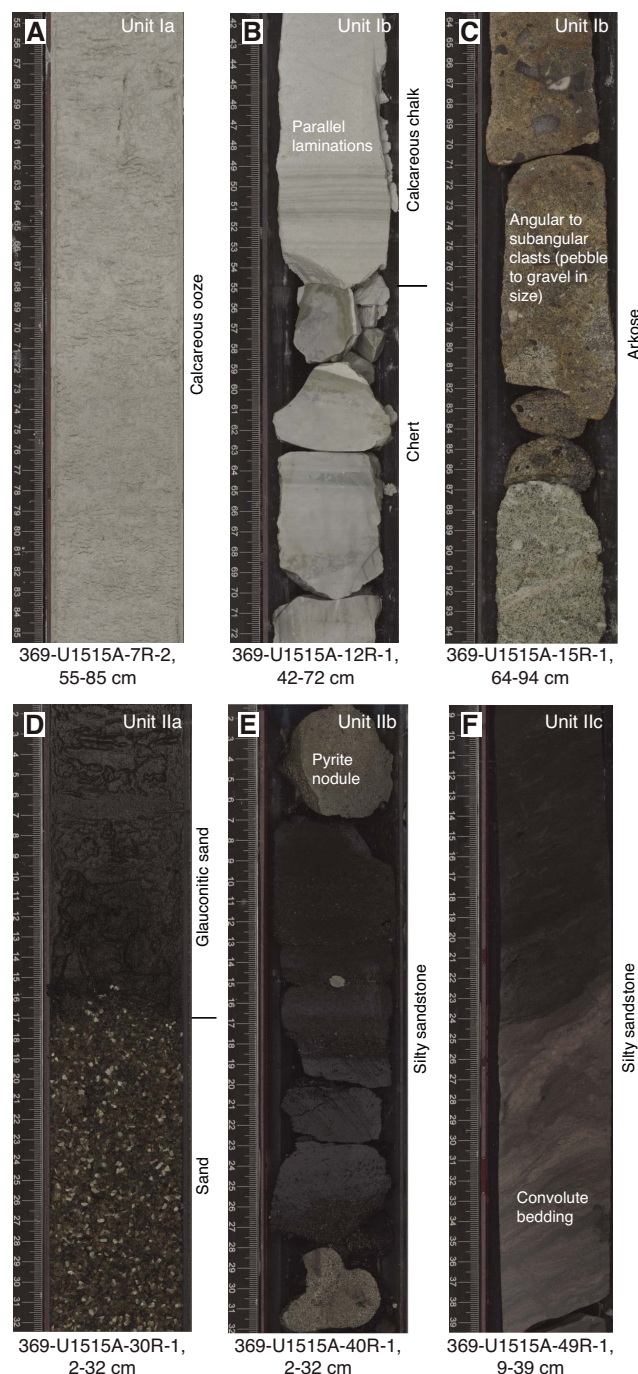 A
Unit Ia
Calcareous ooze
369-U1515A-7R-2,
55-85 cm
B
Unit Ib
Parallel
laminations
Calcareous chalk
Chert
369-U1515A-12R-1,
42-72 cm
C
Unit Ib
Angular to
subangular
clasts (pebble
to gravel in
size)
Arkose
369-U1515A-15R-1,
64-94 cm
D
Unit IIa
Glauconitic sand
Sand
369-U1515A-30R-1,
2-32 cm
E
Unit IIb
Pyrite
nodule
Silty sandstone
369-U1515A-40R-1,
2-32 cm
F
Unit IIc
Convolute
bedding
Silty sandstone
369-U1515A-49R-1,
9-39 cm